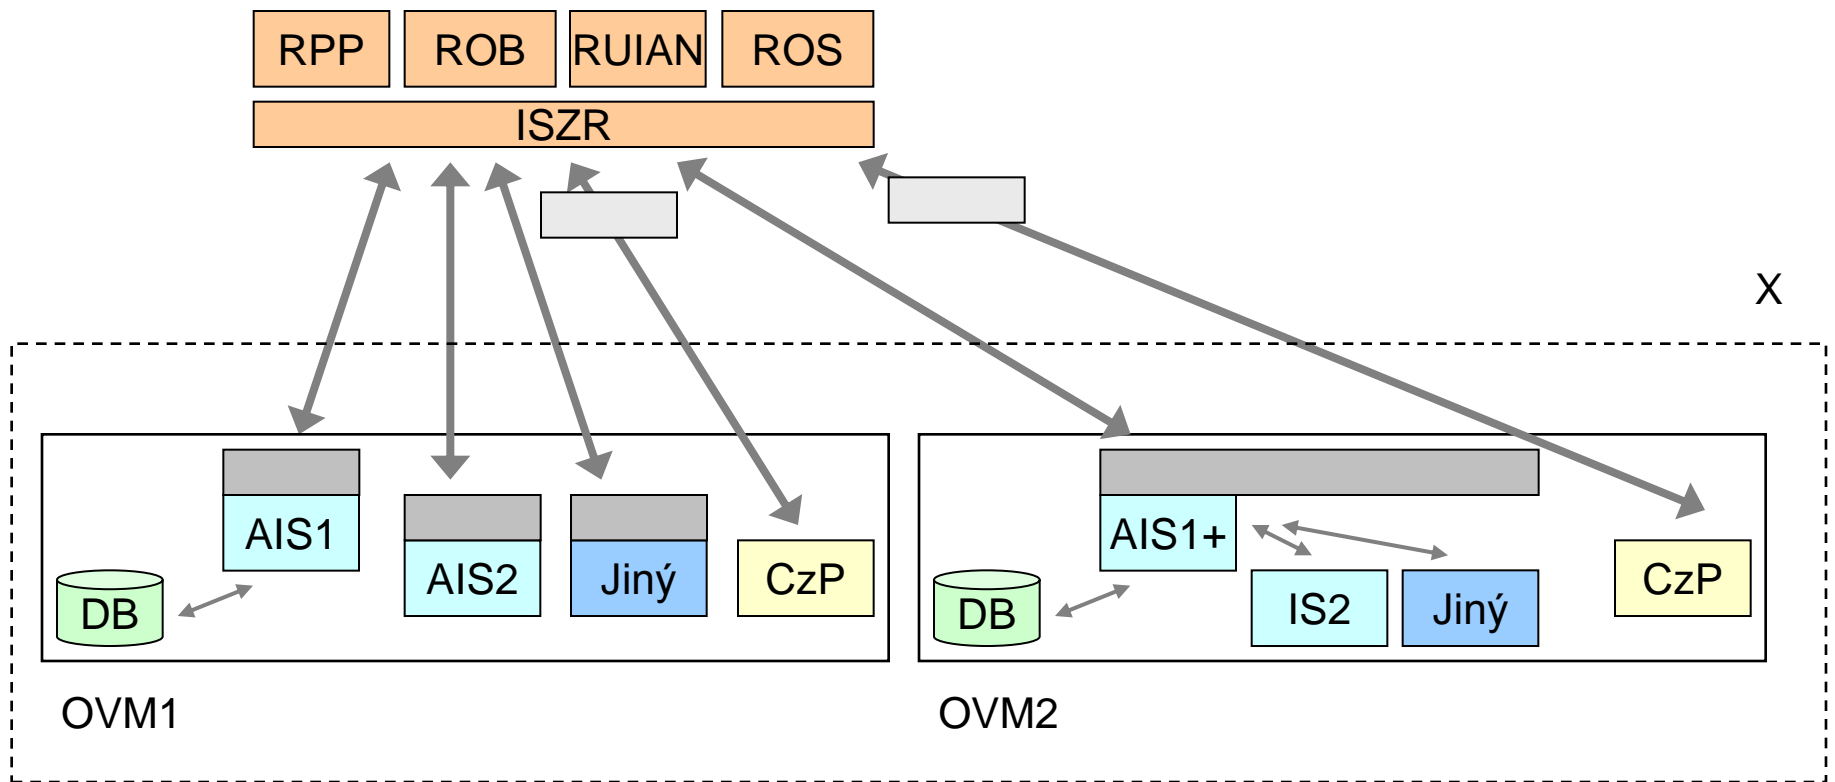 RPP ROB RUIAN ROS
ISZR
X
AIS1
AIS2
Jiný
CzP
DB
AIS1+
IS2
Jiný
CzP
DB
OVM1
OVM2